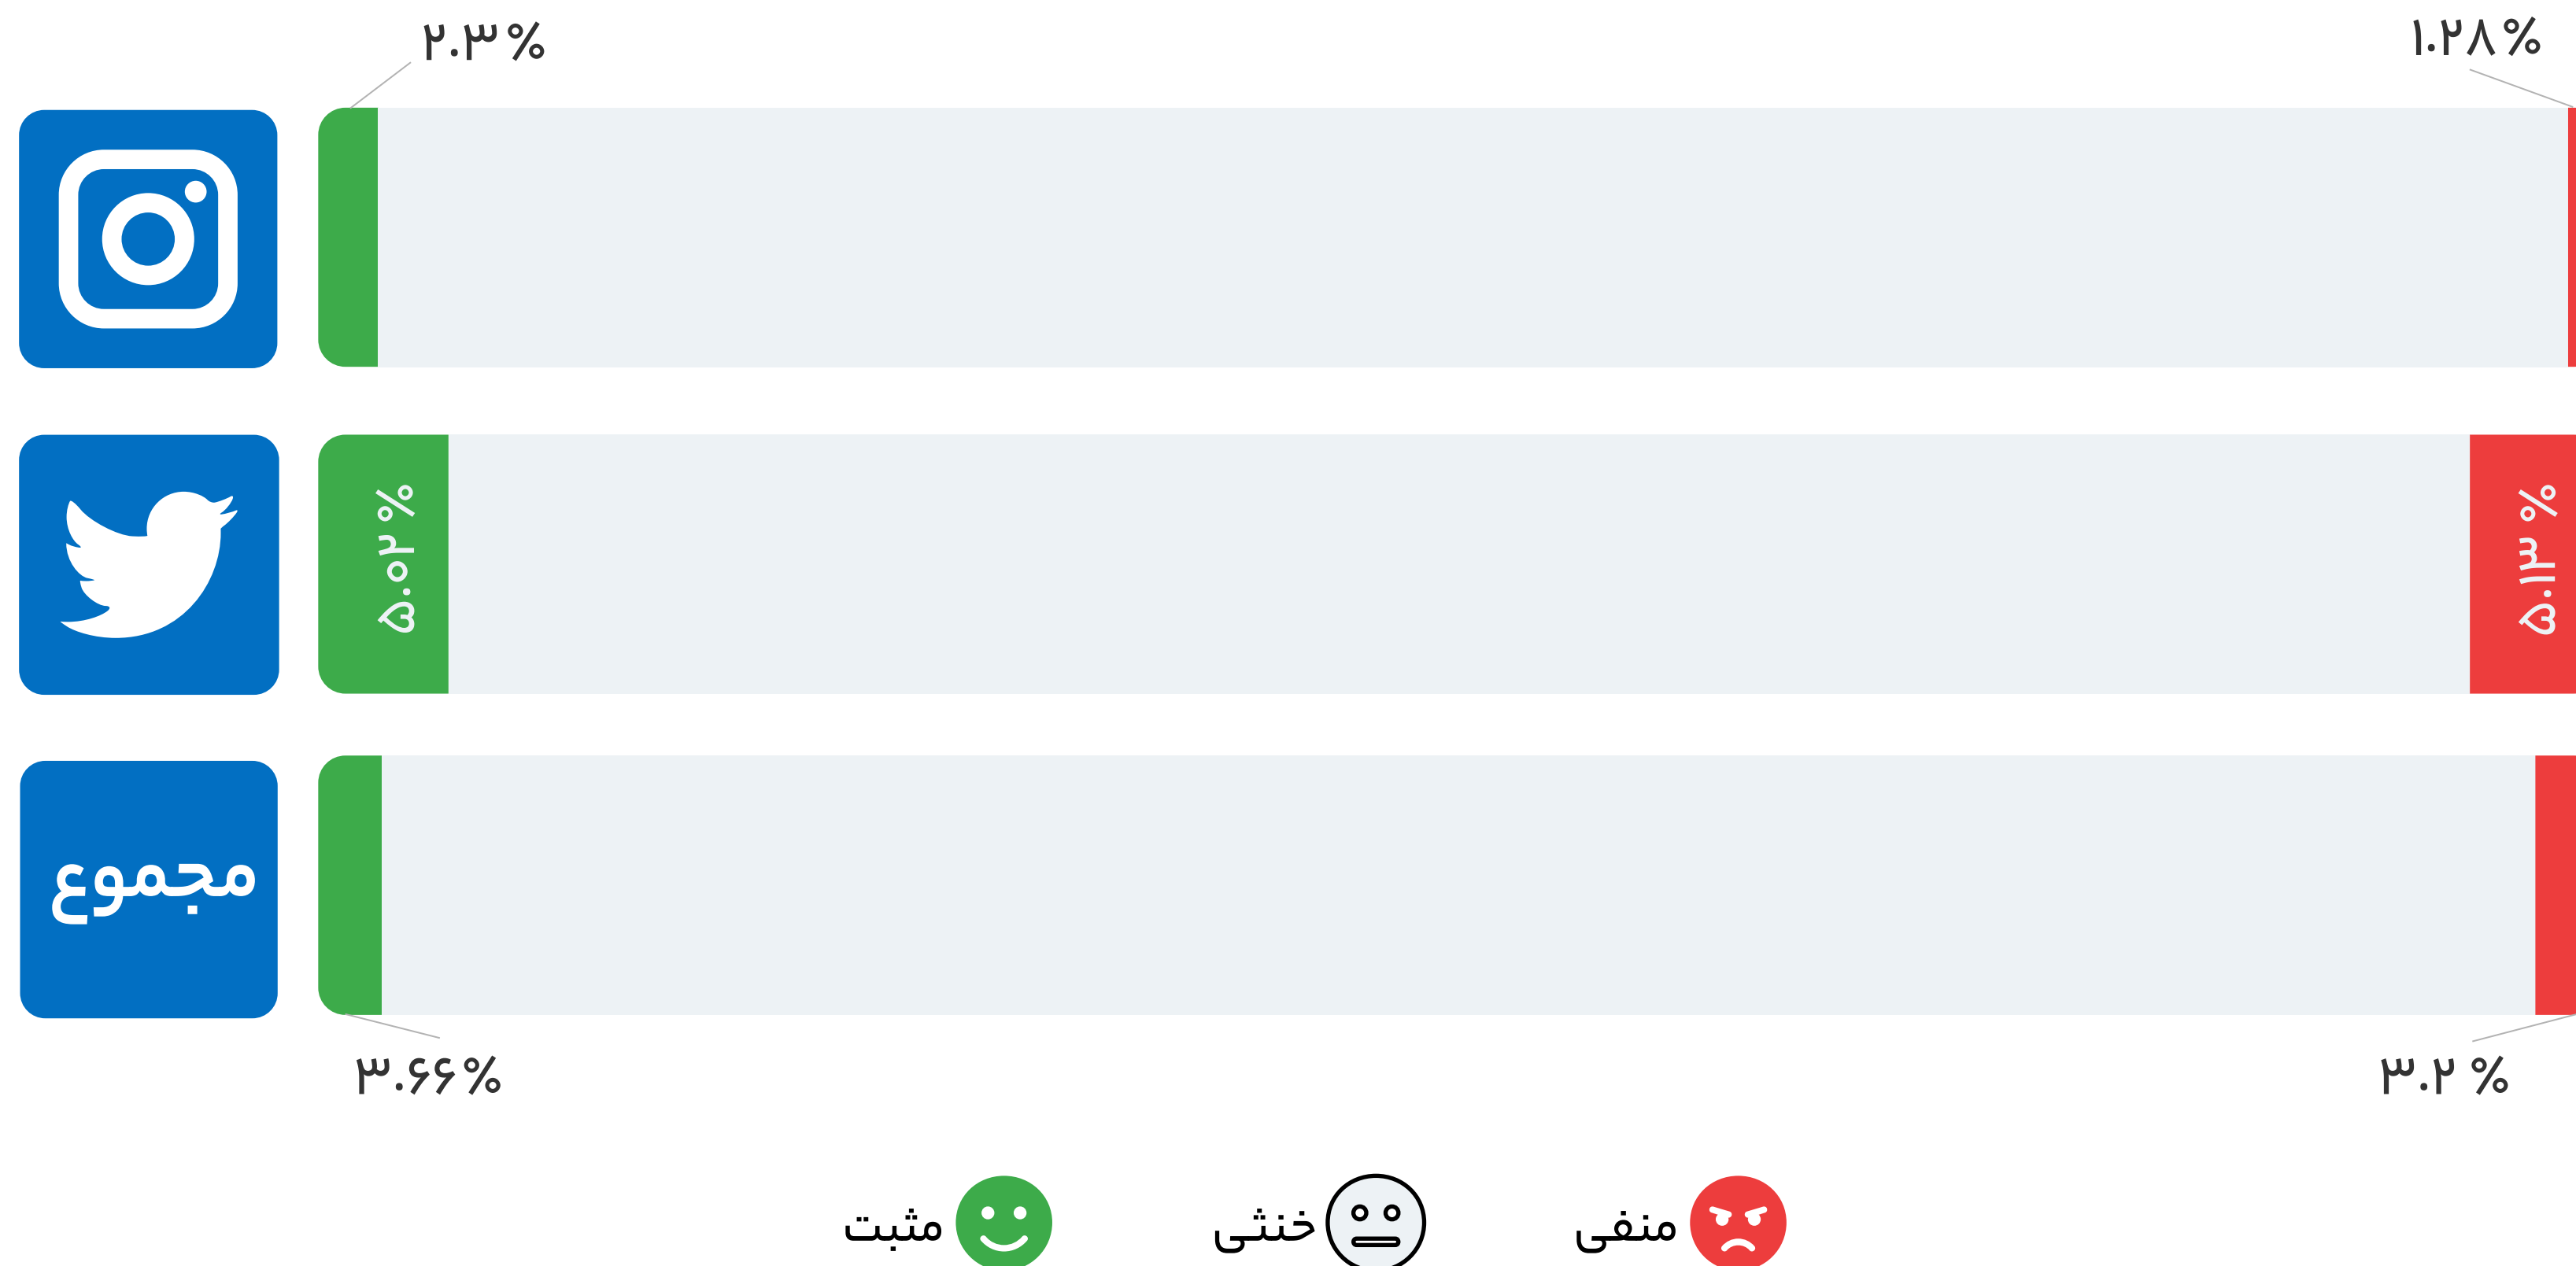 ۲.۳%
۱.۲۸%
۵.۰۲ %
۵.۱۳ %
مجموع
۳.۶۶%
۳.۲ %
مثبت
خنثی
منفی